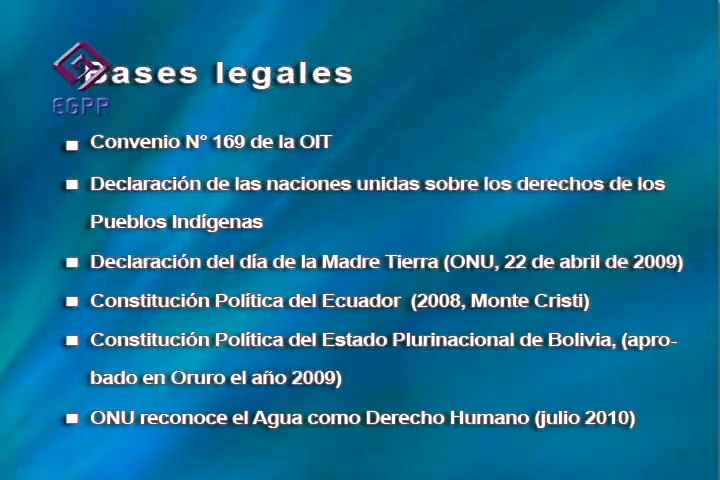 Bases legales
EGPP
Convenio N° 169 de la OIT
Declaración de las naciones unidas sobre los derechos de los
Pueblos Indígenas
Declaración del día de la Madre Tierra (ONU, 22 de abril de 2009)
Constitución Política del Ecuador (2008, Monte Cristi)
Constitución Política del Estado Plurinacional de Bolivia, (apro-
bado en Oruro el año 2009)
ONU reconoce el Agua como Derecho Humano (julio 2010)